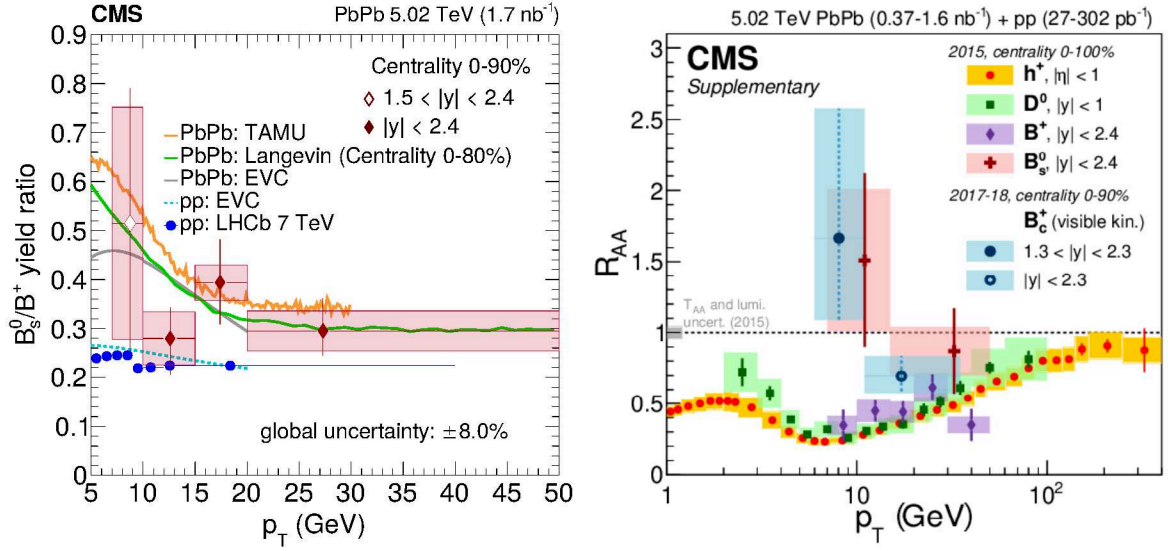 CMS PbPb 5.02 TeV (1.7 nb⁻¹)
0.9
0.8
0.7
0.6
0.5
0.4
0.3
0.2
0.1
0
B⁰ₛ/B⁺ yield ratio
Centrality 0-90%
1.5 < |y| < 2.4
|y| < 2.4
PbPb: TAMU
PbPb: Langevin (Centrality 0-80%)
PbPb: EVC
pp: EVC
pp: LHCb 7 TeV
global uncertainty: ±8.0%
5 10 15 20 25 30 35 40 45 50
p_T (GeV)
5.02 TeV PbPb (0.37-1.6 nb⁻¹) + pp (27-302 pb⁻¹)
CMS
Supplementary
2015, centrality 0-100%
h⁺, |η| < 1
D⁰, |y| < 1
B⁺, |y| < 2.4
B⁰ₛ, |y| < 2.4
2017-18, centrality 0-90%
B⁺_c (visible kin.)
1.3 < |y| < 2.3
|y| < 2.3
T_AA and lumi.
uncert. (2015)
3
2.5
2
1.5
1
0.5
0
R_AA
1 10 10²
p_T (GeV)